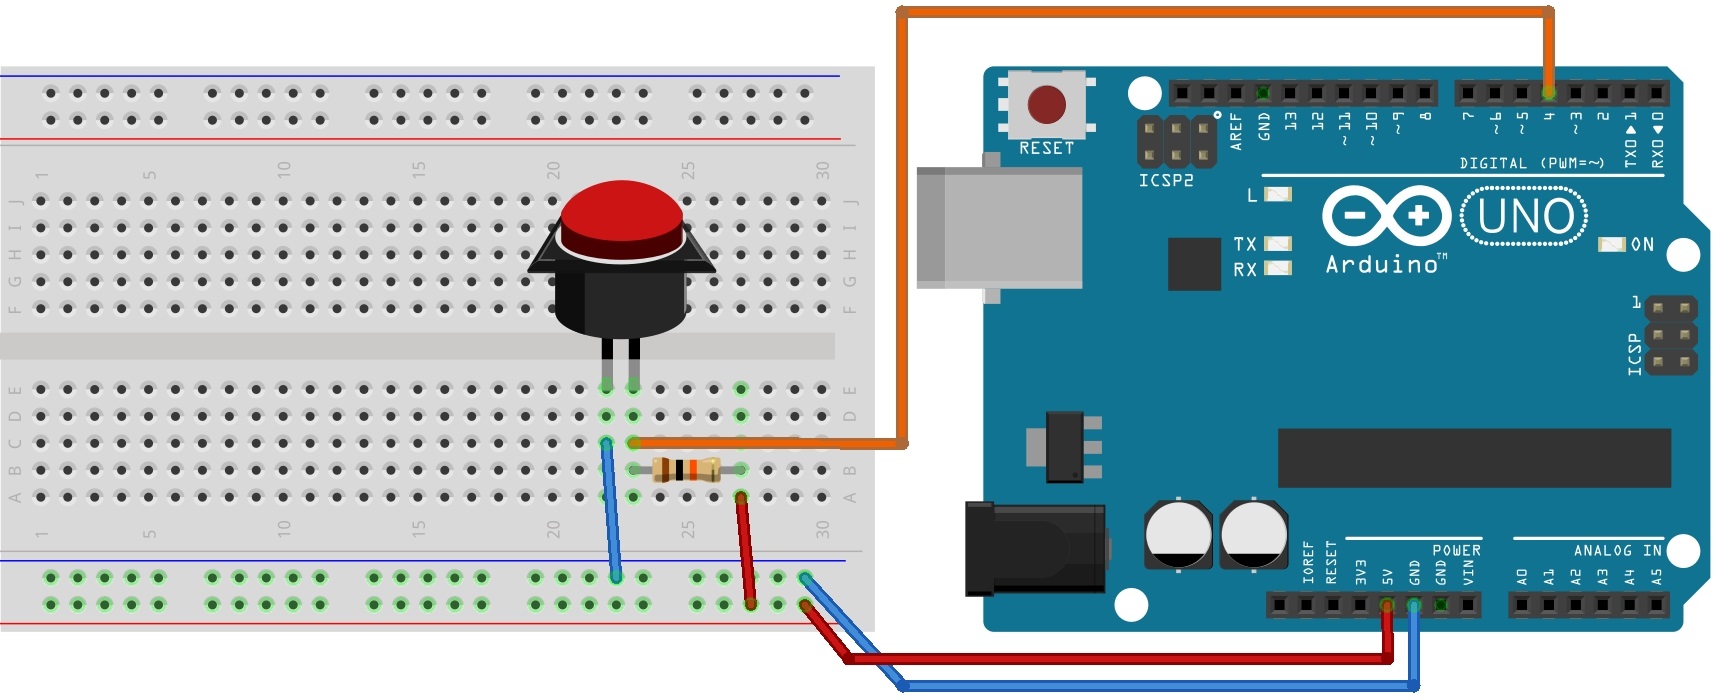 1 5 10 15 20 25 30
J J
I I
H H
G G
F F
E E
D D
C C
B B
A A
1 5 10 15 20 25 30
RESET
ICSP2
AREF
GND
13
12
~11
~10
~9
8
7
~6
~5
4
~3
2
TX0▶1
RX0◀0
DIGITAL (PWM=~)
L
TX
RX
UNO
Arduino™
ON
1
ICSP
POWER
ANALOG IN
IOREF
RESET
3V3
5V
GND
GND
VIN
A0
A1
A2
A3
A4
A5